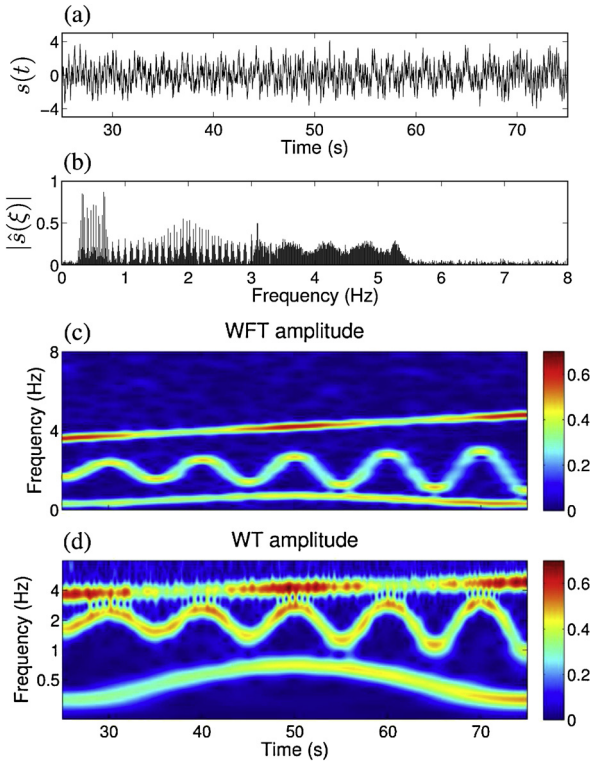 (a)
s(t)
4
0
−4
30 40 50 60 70
Time (s)
(b)
|ŝ(ξ)|
1
0.5
0
0 1 2 3 4 5 6 7 8
Frequency (Hz)
(c)
WFT amplitude
Frequency (Hz)
8
4
0
0.6
0.4
0.2
0
(d)
WT amplitude
Frequency (Hz)
4
2
1
0.5
0.6
0.4
0.2
0
30 40 50 60 70
Time (s)